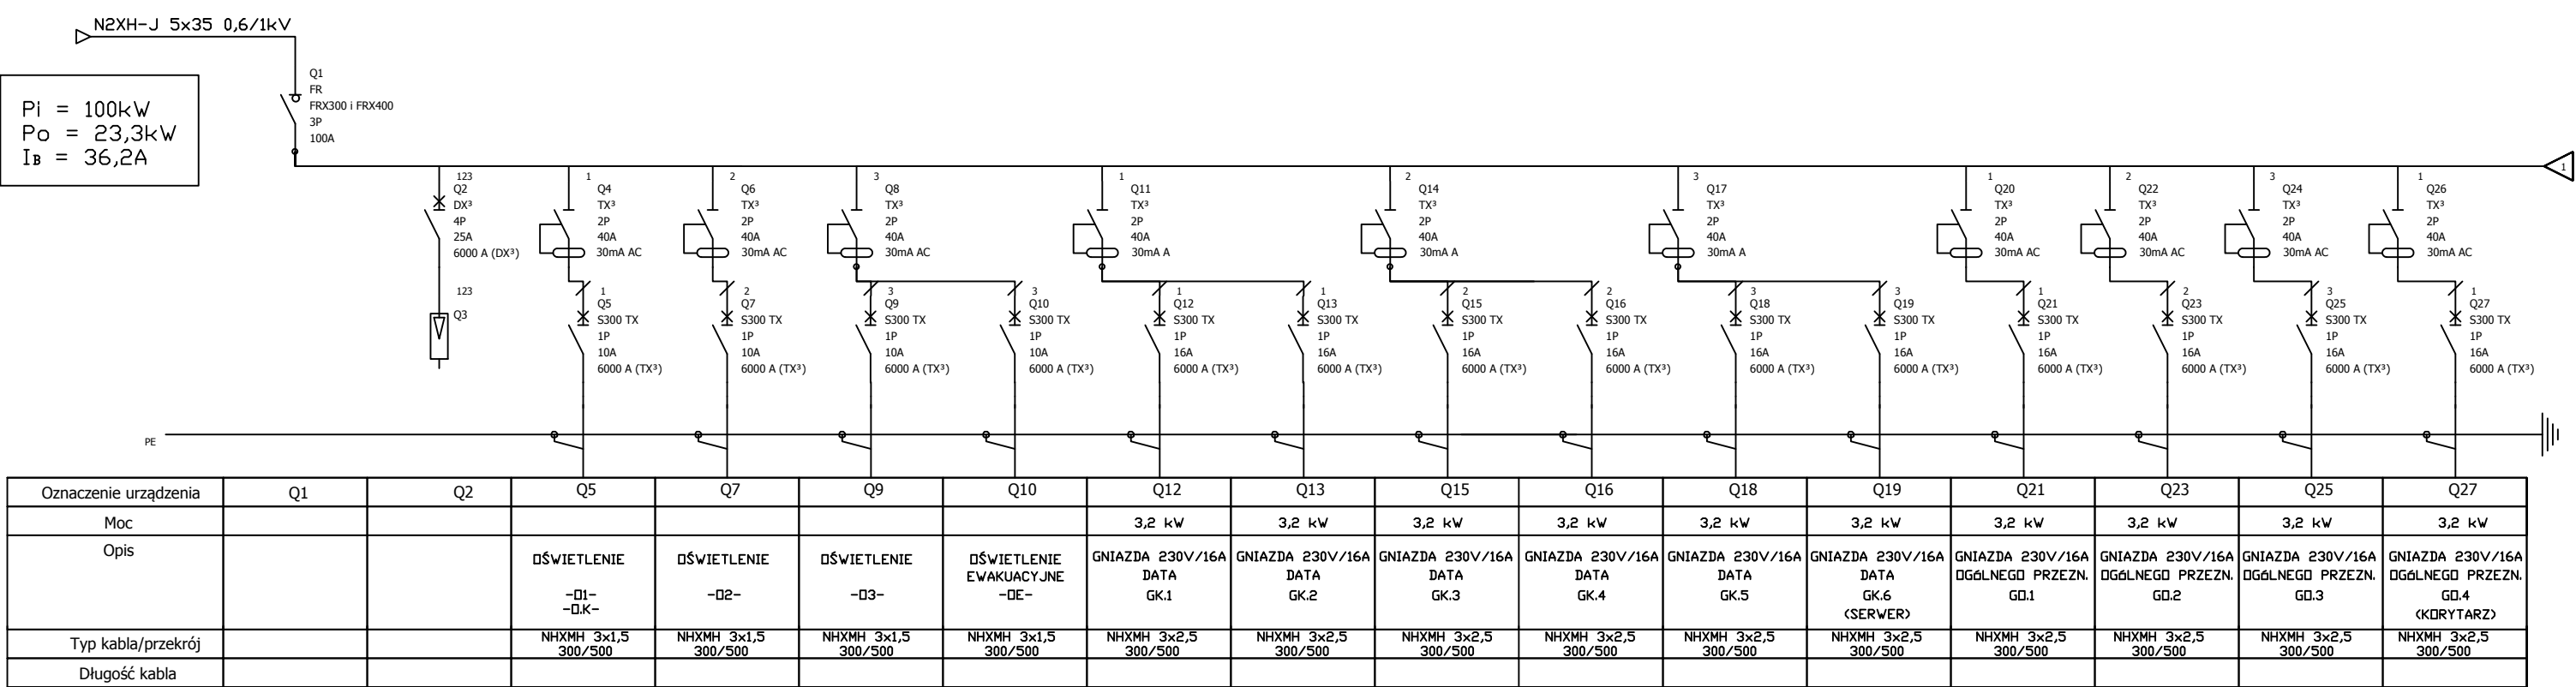 N2XH-J 5x35 0,6/1kV
Pi = 100kW
Po = 23,3kW
IB = 36,2A
Q1
FR
FRX300 i FRX400
3P
100A
1
123
Q2
DX³
4P
25A
6000 A (DX³)
123
Q3
1
Q4
TX³
2P
40A
30mA AC
2
Q6
TX³
2P
40A
30mA AC
3
Q8
TX³
2P
40A
30mA AC
1
Q11
TX³
2P
40A
30mA A
2
Q14
TX³
2P
40A
30mA A
3
Q17
TX³
2P
40A
30mA A
1
Q20
TX³
2P
40A
30mA AC
2
Q22
TX³
2P
40A
30mA AC
3
Q24
TX³
2P
40A
30mA AC
1
Q26
TX³
2P
40A
30mA AC
1
Q5
S300 TX
1P
10A
6000 A (TX³)
2
Q7
S300 TX
1P
10A
6000 A (TX³)
3
Q9
S300 TX
1P
10A
6000 A (TX³)
3
Q10
S300 TX
1P
10A
6000 A (TX³)
1
Q12
S300 TX
1P
16A
6000 A (TX³)
1
Q13
S300 TX
1P
16A
6000 A (TX³)
2
Q15
S300 TX
1P
16A
6000 A (TX³)
2
Q16
S300 TX
1P
16A
6000 A (TX³)
3
Q18
S300 TX
1P
16A
6000 A (TX³)
3
Q19
S300 TX
1P
16A
6000 A (TX³)
1
Q21
S300 TX
1P
16A
6000 A (TX³)
2
Q23
S300 TX
1P
16A
6000 A (TX³)
3
Q25
S300 TX
1P
16A
6000 A (TX³)
1
Q27
S300 TX
1P
16A
6000 A (TX³)
PE
Oznaczenie urządzenia Q1 Q2 Q5 Q7 Q9 Q10 Q12 Q13 Q15 Q16 Q18 Q19 Q21 Q23 Q25 Q27
Moc 3,2 kW 3,2 kW 3,2 kW 3,2 kW 3,2 kW 3,2 kW 3,2 kW 3,2 kW 3,2 kW 3,2 kW
Opis
OŚWIETLENIE
-O1-
-O.K-
OŚWIETLENIE
-O2-
OŚWIETLENIE
-O3-
OŚWIETLENIE
EWAKUACYJNE
-OE-
GNIAZDA 230V/16A
DATA
GK.1
GNIAZDA 230V/16A
DATA
GK.2
GNIAZDA 230V/16A
DATA
GK.3
GNIAZDA 230V/16A
DATA
GK.4
GNIAZDA 230V/16A
DATA
GK.5
GNIAZDA 230V/16A
DATA
GK.6
(SERWER)
GNIAZDA 230V/16A
OGóLNEGO PRZEZN.
GO.1
GNIAZDA 230V/16A
OGóLNEGO PRZEZN.
GO.2
GNIAZDA 230V/16A
OGóLNEGO PRZEZN.
GO.3
GNIAZDA 230V/16A
OGóLNEGO PRZEZN.
GO.4
(KORYTARZ)
Typ kabla/przekrój
NHXMH 3x1,5
300/500
NHXMH 3x1,5
300/500
NHXMH 3x1,5
300/500
NHXMH 3x1,5
300/500
NHXMH 3x2,5
300/500
NHXMH 3x2,5
300/500
NHXMH 3x2,5
300/500
NHXMH 3x2,5
300/500
NHXMH 3x2,5
300/500
NHXMH 3x2,5
300/500
NHXMH 3x2,5
300/500
NHXMH 3x2,5
300/500
NHXMH 3x2,5
300/500
NHXMH 3x2,5
300/500
Długość kabla